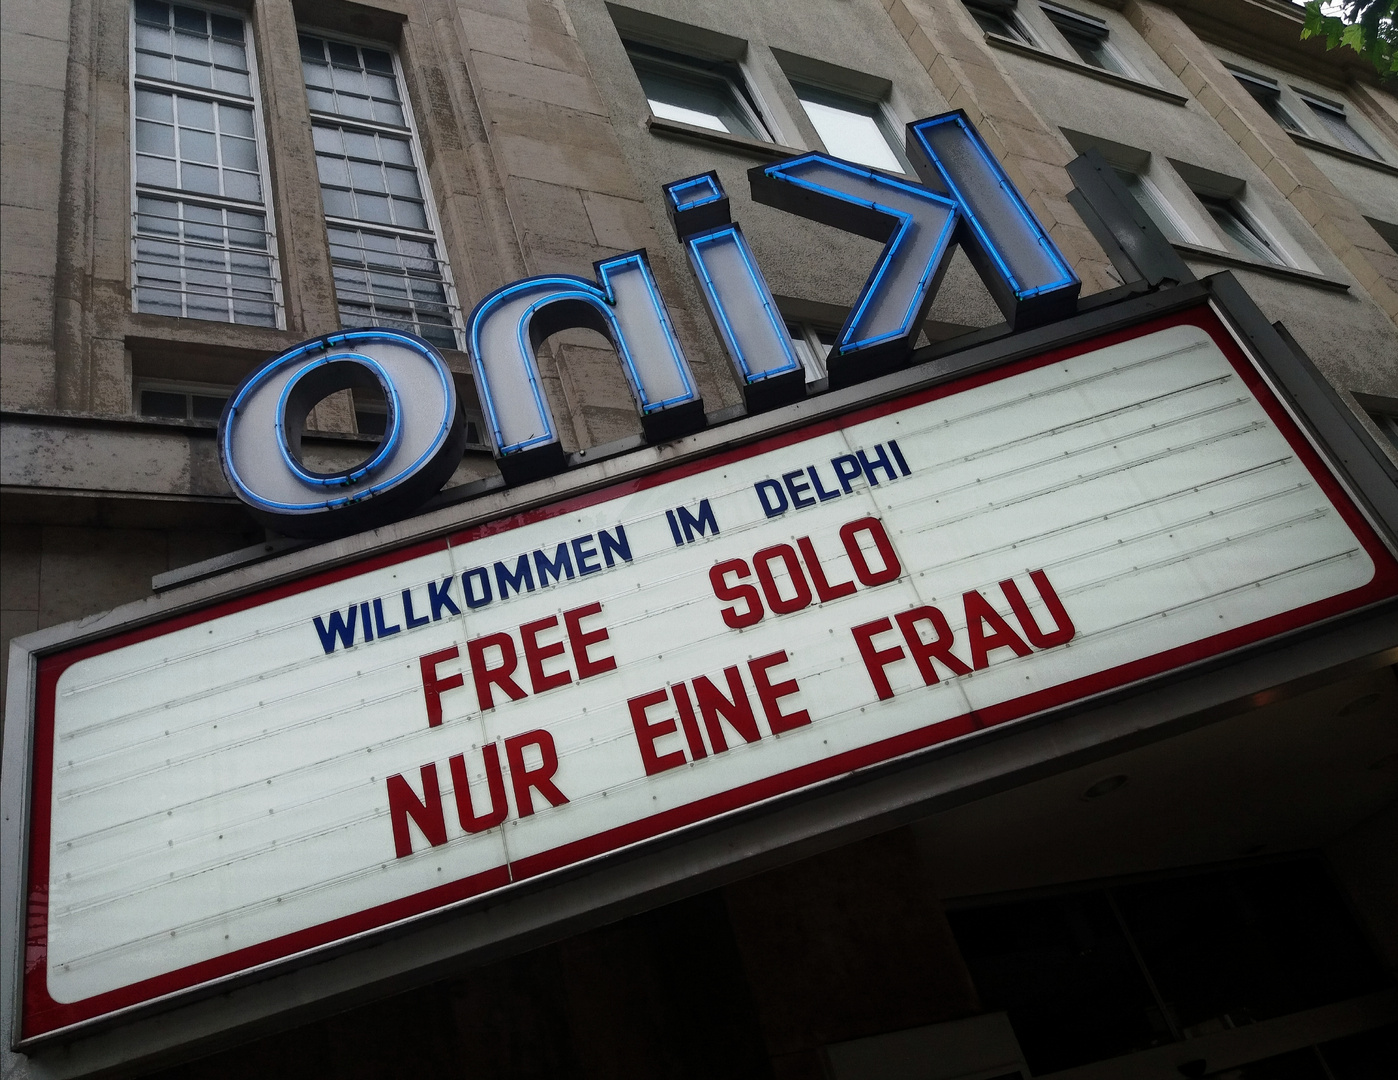 Kino
WILLKOMMEN IM DELPHI
FREE SOLO
NUR EINE FRAU